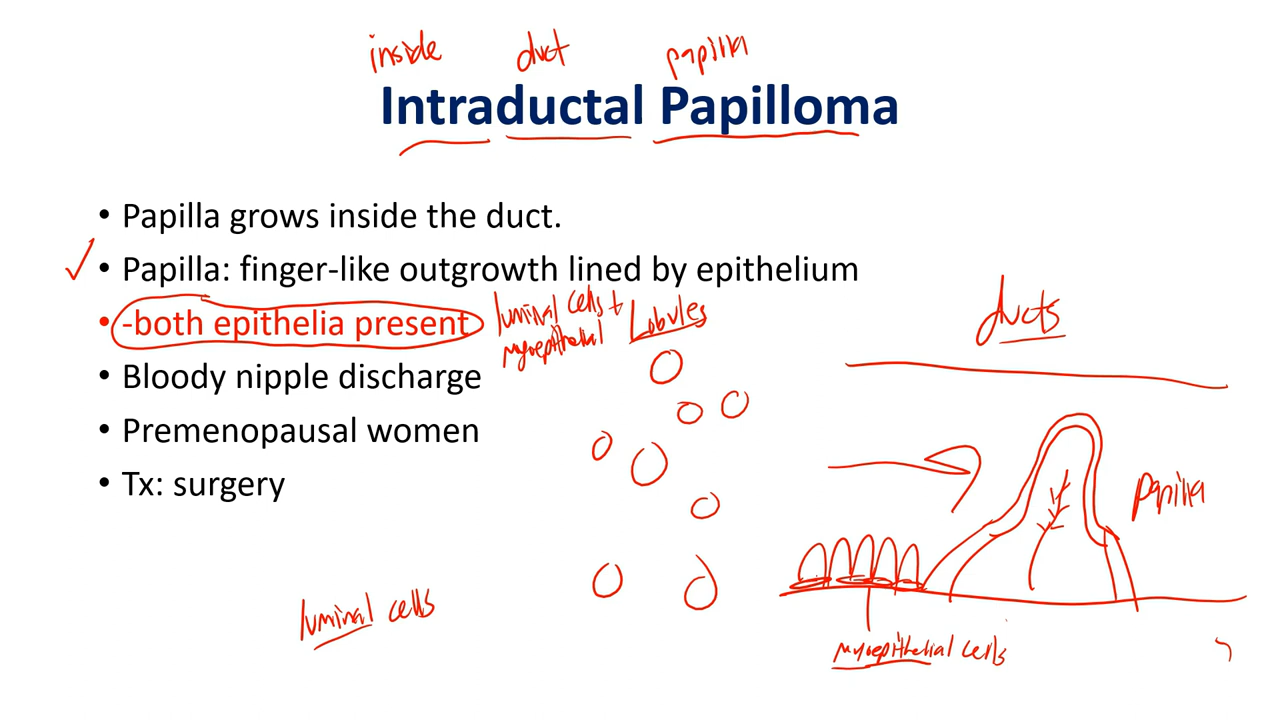 inside duct papilla
Intraductal Papilloma
• Papilla grows inside the duct.
• Papilla: finger-like outgrowth lined by epithelium
• -both epithelia present
luminal cells +
myoepithelial
Lobules
ducts
• Bloody nipple discharge
• Premenopausal women
• Tx: surgery
papilla
luminal cells
myoepithelial cells